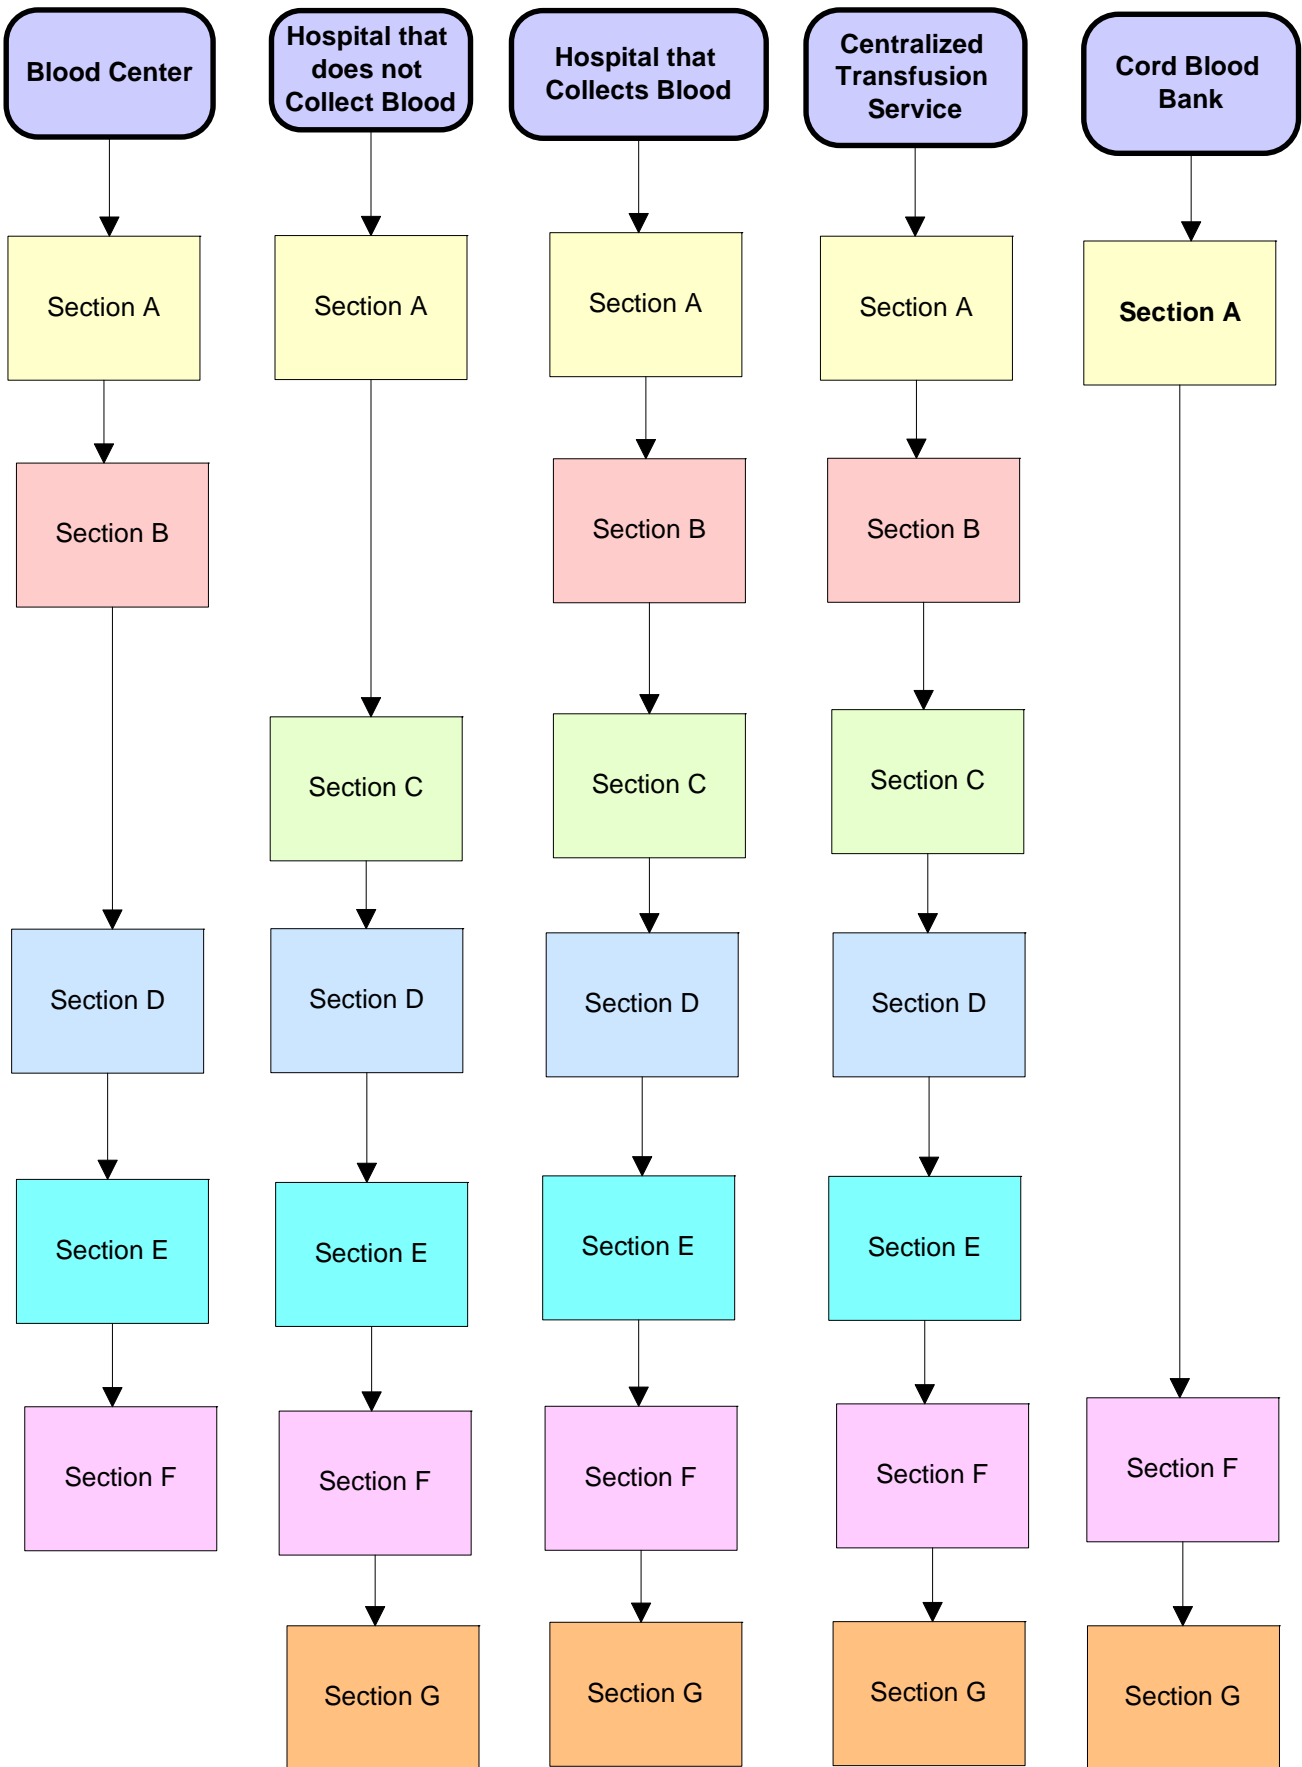 Blood Center
Hospital that
does not
Collect Blood
Hospital that
Collects Blood
Centralized
Transfusion
Service
Cord Blood
Bank
Section A
Section A
Section A
Section A
Section A
Section B
Section B
Section B
Section C
Section C
Section C
Section D
Section D
Section D
Section D
Section E
Section E
Section E
Section E
Section F
Section F
Section F
Section F
Section F
Section G
Section G
Section G
Section G